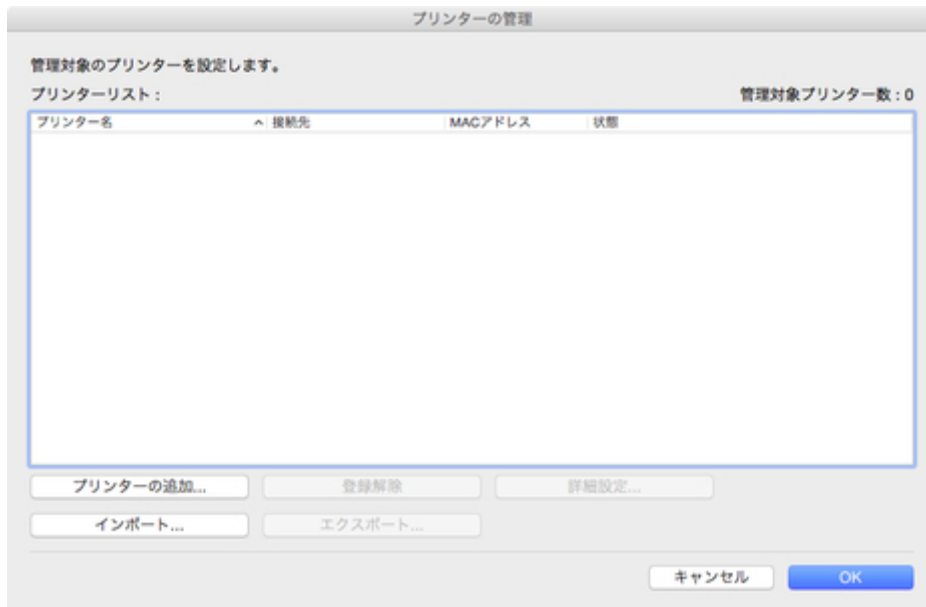 プリンターの管理
管理対象のプリンターを設定します。
プリンターリスト： 管理対象プリンター数：0
プリンター名 接続先 MACアドレス 状態
プリンターの追加... 登録解除 詳細設定...
インポート... エクスポート...
キャンセル OK